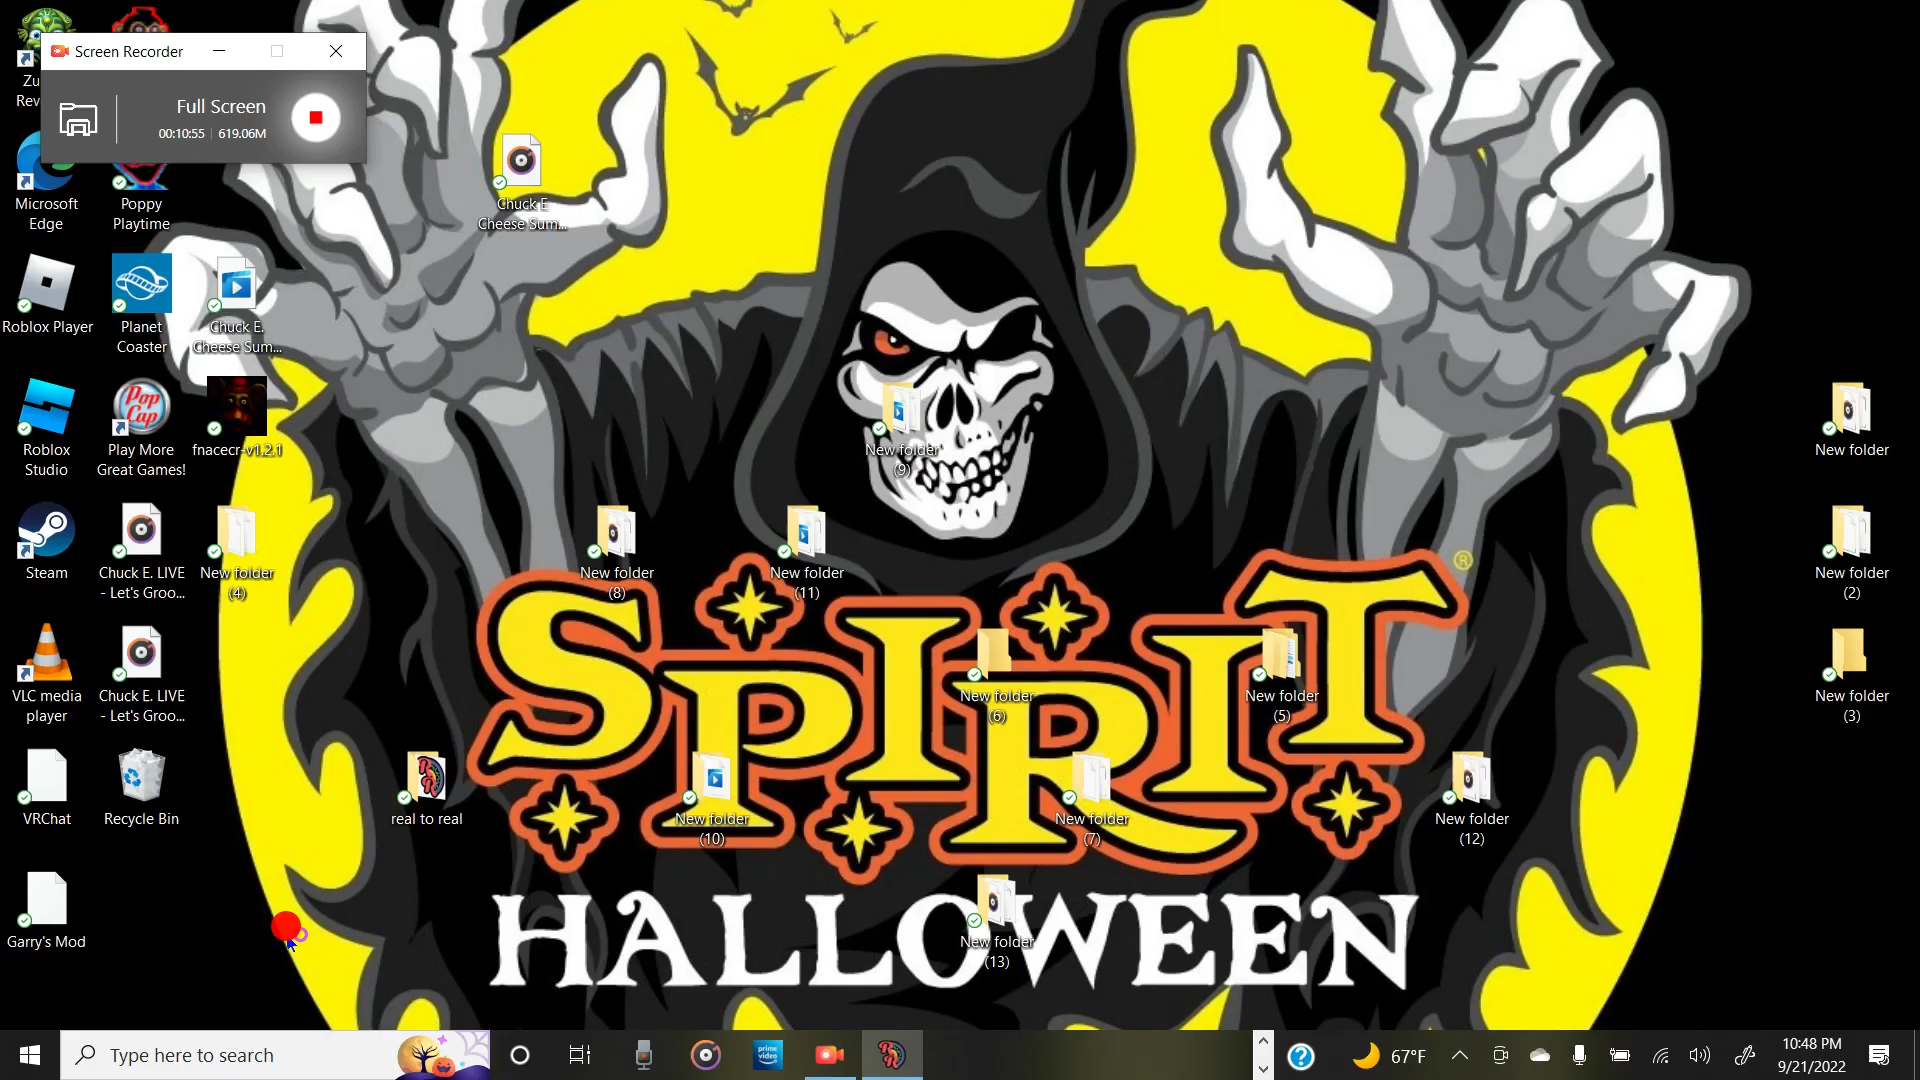 Screen Recorder
Full Screen
00:10:55 | 619.06M
Zu
Rev
Microsoft
Edge
Poppy
Playtime
Chuck E.
Cheese Sum...
Roblox Player
Planet
Coaster
Chuck E.
Cheese Sum...
Roblox
Studio
Pop
Cap
Play More
Great Games!
fnacecr-v1.2.1
New folder
(9)
New folder
Steam
Chuck E. LIVE
- Let's Groo...
New folder
(4)
New folder
(8)
New folder
(11)
New folder
(2)
SPIRIT®
HALLOWEEN
VLC media
player
Chuck E. LIVE
- Let's Groo...
New folder
(6)
New folder
(5)
New folder
(3)
VRChat
Recycle Bin
real to real
New folder
(10)
New folder
(7)
New folder
(12)
Garry's Mod
New folder
(13)
Type here to search
prime
video
67°F
10:48 PM
9/21/2022